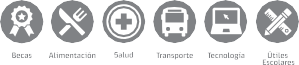 Becas
Alimentación
Salud
Transporte
Tecnología
Útiles
Escolares